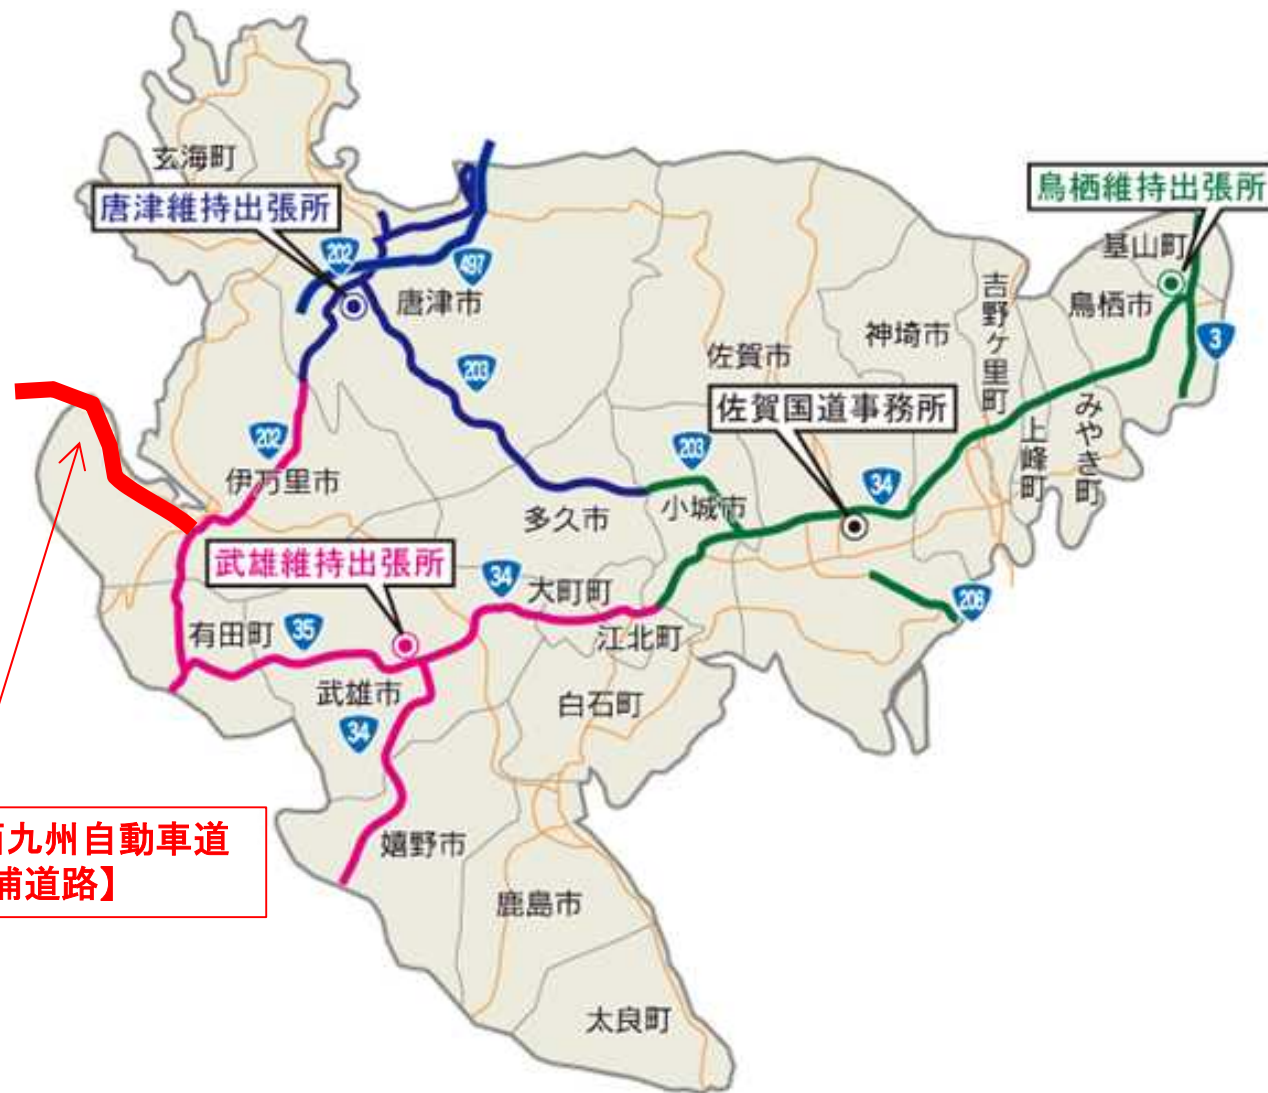 玄海町
唐津維持出張所
202
497
唐津市
鳥栖維持出張所
基山町
鳥栖市
3
吉野ヶ里町
神埼市
佐賀市
佐賀国道事務所
みやき町
上峰町
203
202
伊万里市
203
小城市
34
多久市
武雄維持出張所
34
大町町
江北町
206
有田町
35
武雄市
34
白石町
西九州自動車道
浦道路】
嬉野市
鹿島市
太良町